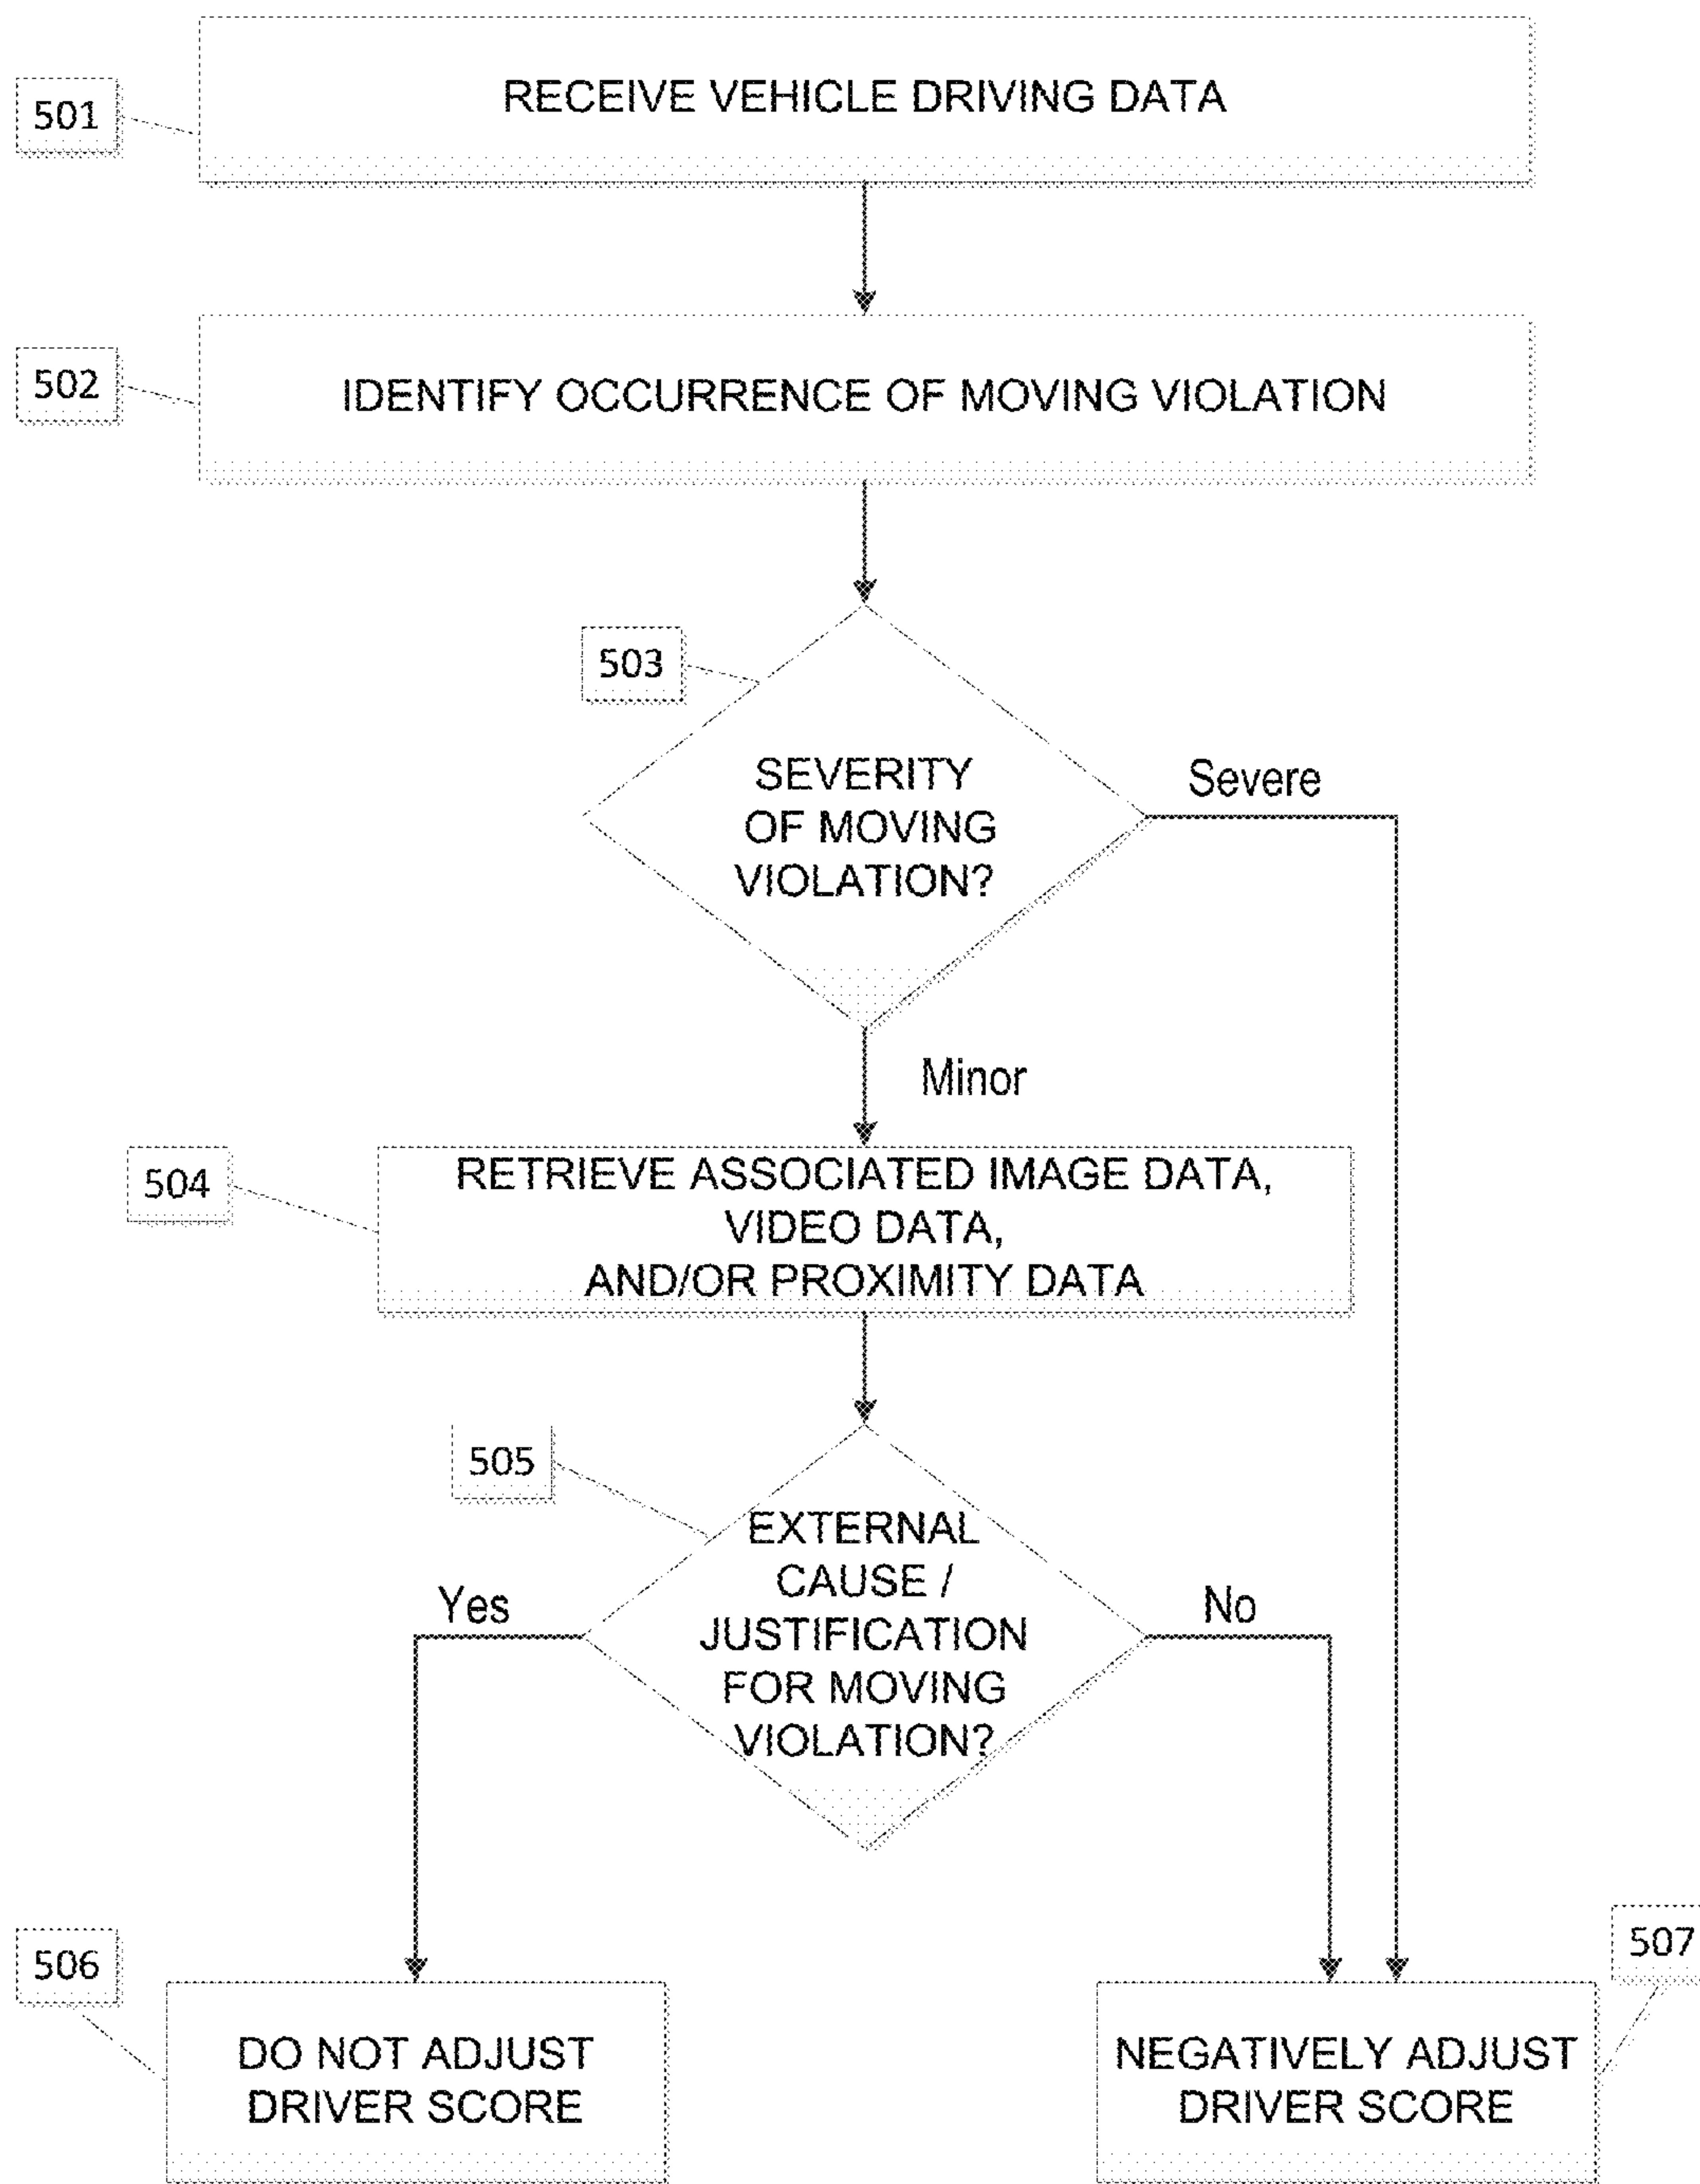 501
RECEIVE VEHICLE DRIVING DATA
502
IDENTIFY OCCURRENCE OF MOVING VIOLATION
503
SEVERITY
OF MOVING
VIOLATION?
Severe
Minor
504
RETRIEVE ASSOCIATED IMAGE DATA,
VIDEO DATA,
AND/OR PROXIMITY DATA
505
EXTERNAL
CAUSE /
JUSTIFICATION
FOR MOVING
VIOLATION?
Yes
No
506
DO NOT ADJUST
DRIVER SCORE
507
NEGATIVELY ADJUST
DRIVER SCORE